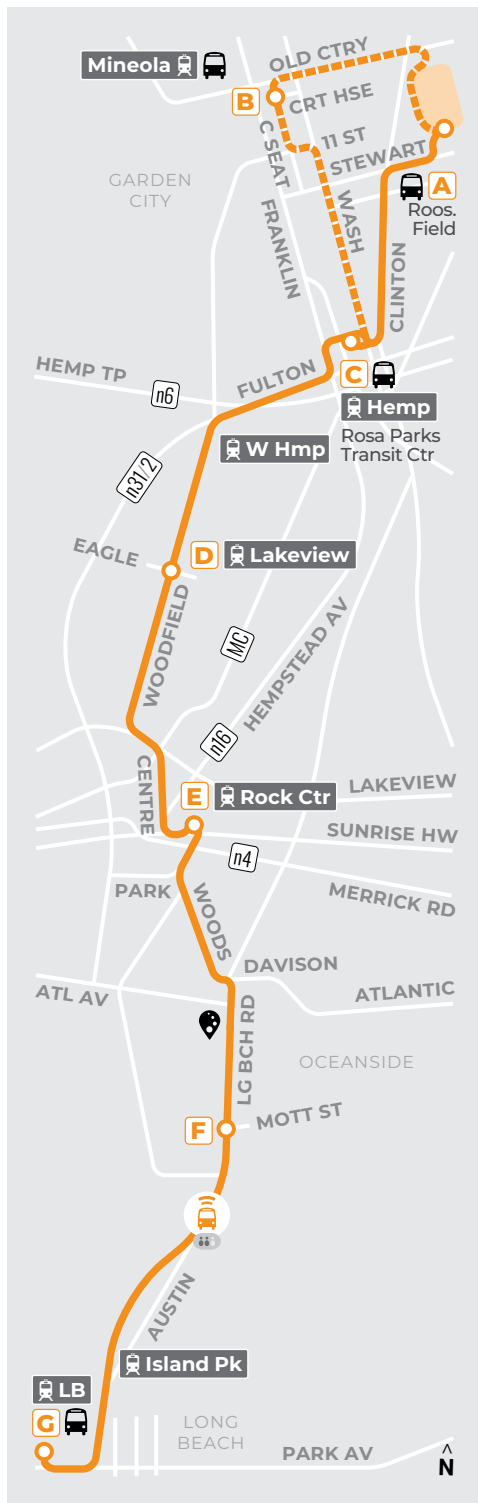 OLD CTRY
Mineola
B
CRT HSE
11 ST
STEWART
C SEAT
GARDEN
CITY
A
Roos.
Field
WASH
FRANKLIN
CLINTON
HEMP TP
n6
FULTON
C
Hemp
Rosa Parks
Transit Ctr
W Hmp
n31/2
EAGLE
D
Lakeview
WOODFIELD
MC
HEMPSTEAD AV
n16
CENTRE
E
Rock Ctr
LAKEVIEW
SUNRISE HW
n4
PARK
WOODS
MERRICK RD
DAVISON
ATL AV
ATLANTIC
LG BCH RD
OCEANSIDE
F
MOTT ST
AUSTIN
Island Pk
LB
G
LONG
BEACH
PARK AV
N